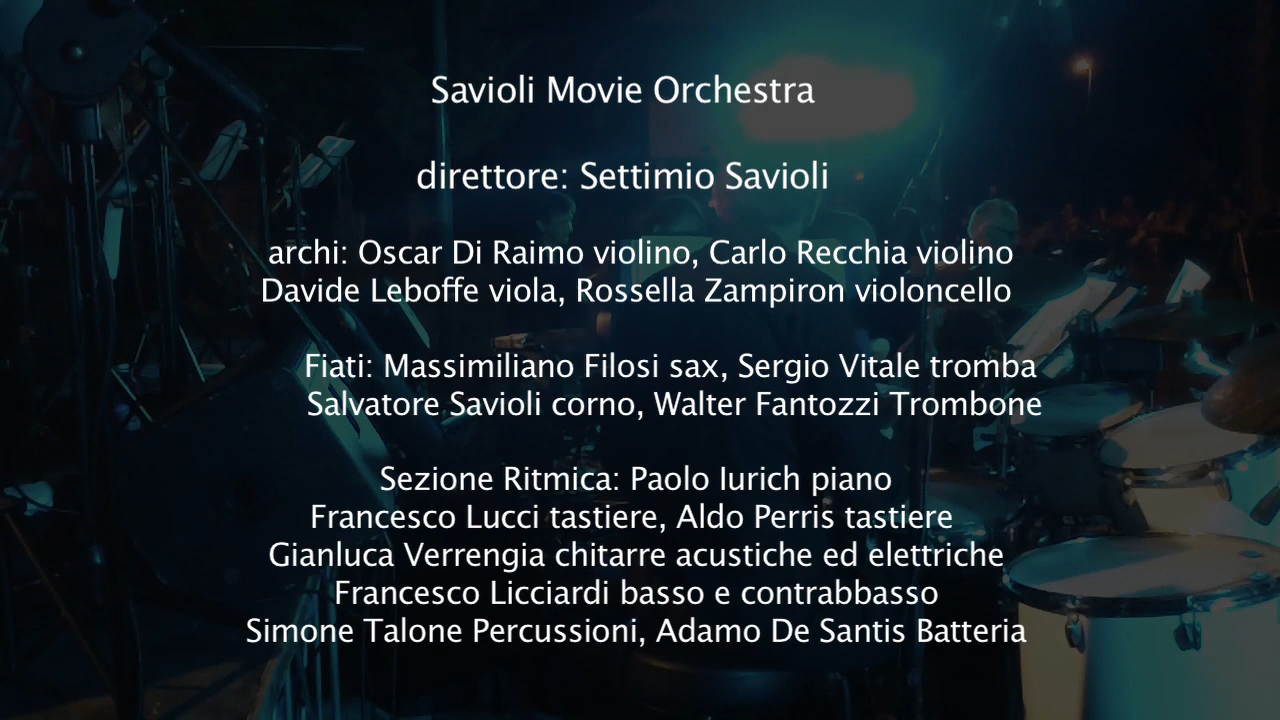 Savioli Movie Orchestra
direttore: Settimio Savioli
archi: Oscar Di Raimo violino, Carlo Recchia violino
Davide Leboffe viola, Rossella Zampiron violoncello
Fiati: Massimiliano Filosi sax, Sergio Vitale tromba
Salvatore Savioli corno, Walter Fantozzi Trombone
Sezione Ritmica: Paolo Iurich piano
Francesco Lucci tastiere, Aldo Perris tastiere
Gianluca Verrengia chitarre acustiche ed elettriche
Francesco Licciardi basso e contrabbasso
Simone Talone Percussioni, Adamo De Santis Batteria